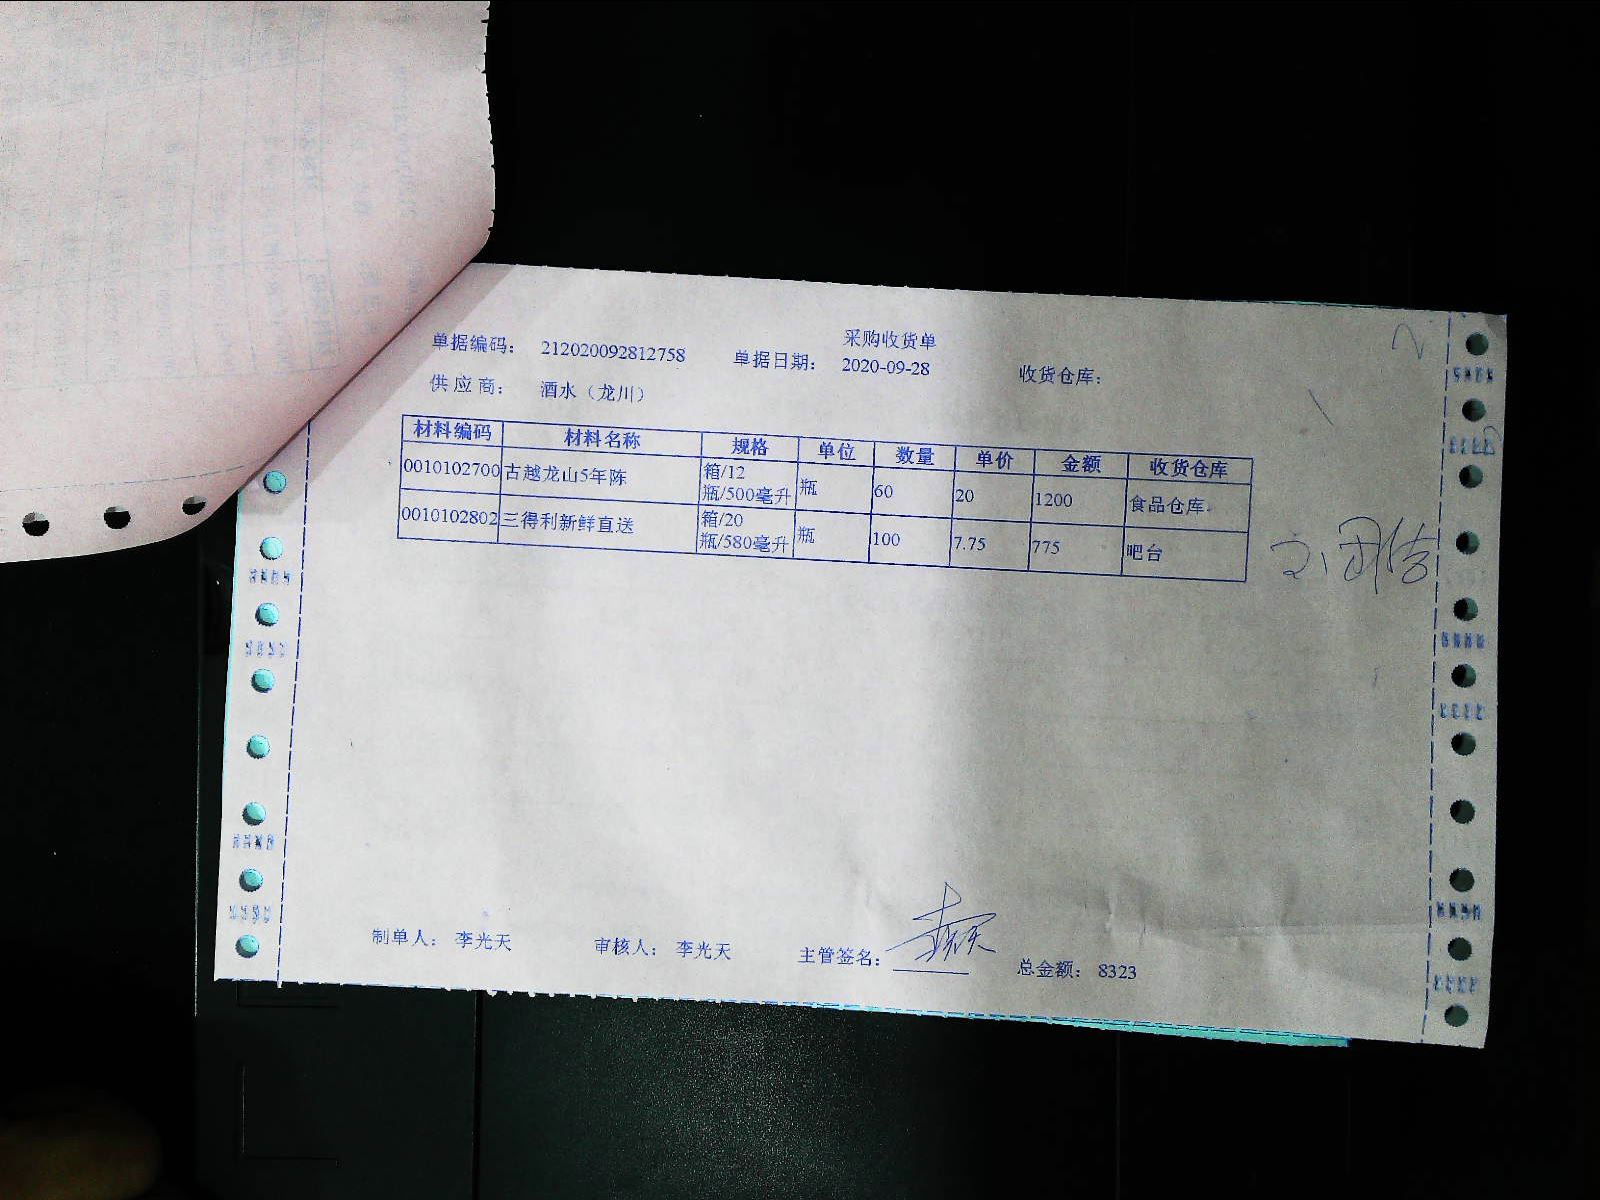 采购收货单
单据编码： 212020092812758 单据日期： 2020-09-28 收货仓库：
供应商： 酒水（龙川）
材料编码 材料名称 规格 单位 数量 单价 金额 收货仓库
0010102700 古越龙山5年陈 箱/12瓶/500毫升 瓶 60 20 1200 食品仓库
0010102802 三得利新鲜直送 箱/20瓶/580毫升 瓶 100 7.75 775 吧台
制单人： 李光天 审核人： 李光天 主管签名： 总金额： 8323